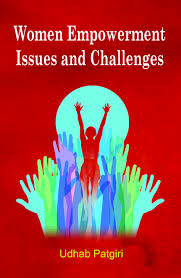 Women Empowerment
Issues and Challenges
Udhab Patgiri